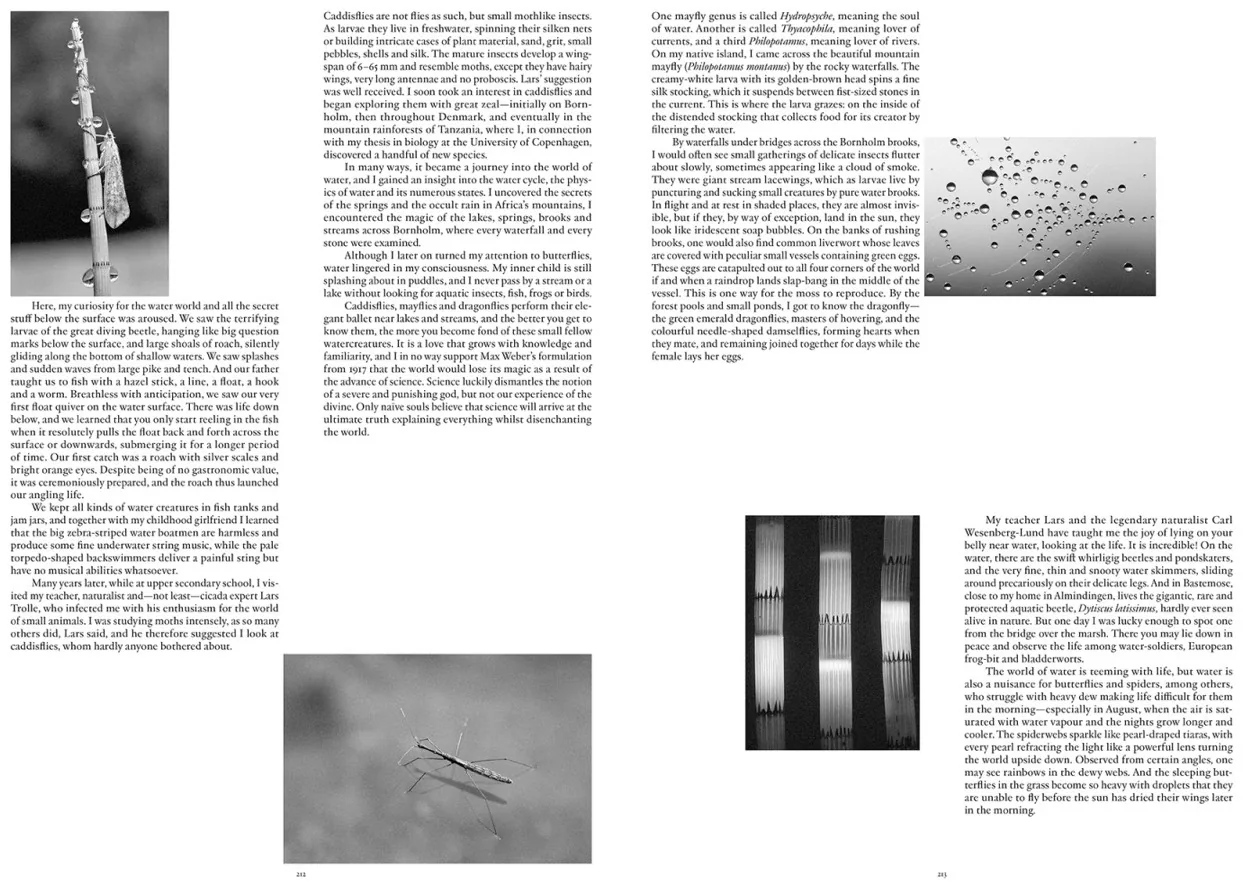 Here, my curiosity for the water world and all the secret
stuff below the surface was aroused. We saw the terrifying
larvae of the great diving beetle, hanging like big question
marks below the surface, and large shoals of roach, silently
gliding along the bottom of shallow waters. We saw splashes
and sudden waves from large pike and tench. And our father
taught us to fish with a hazel stick, a line, a float, a hook
and a worm. Breathless with anticipation, we saw our very
first float quiver on the water surface. There was life down
below, and we learned that you only start reeling in the fish
when it resolutely pulls the float back and forth across the
surface or downwards, submerging it for a longer period
of time. Our first catch was a roach with silver scales and
bright orange eyes. Despite being of no gastronomic value,
it was ceremoniously prepared, and the roach thus launched
our angling life.
We kept all kinds of water creatures in fish tanks and
jam jars, and together with my childhood girlfriend I learned
that the big zebra-striped water boatmen are harmless and
produce some fine underwater string music, while the pale
torpedo-shaped backswimmers deliver a painful sting but
have no musical abilities whatsoever.
Many years later, while at upper secondary school, I vis-
ited my teacher, naturalist and—not least—cicada expert Lars
Trolle, who infected me with his enthusiasm for the world
of small animals. I was studying moths intensely, as so many
others did, Lars said, and he therefore suggested I look at
caddisflies, whom hardly anyone bothered about.
Caddisflies are not flies as such, but small mothlike insects.
As larvae they live in freshwater, spinning their silken nets
or building intricate cases of plant material, sand, grit, small
pebbles, shells and silk. The mature insects develop a wing-
span of 6–65 mm and resemble moths, except they have hairy
wings, very long antennae and no proboscis. Lars' suggestion
was well received. I soon took an interest in caddisflies and
began exploring them with great zeal—initially on Born-
holm, then throughout Denmark, and eventually in the
mountain rainforests of Tanzania, where I, in connection
with my thesis in biology at the University of Copenhagen,
discovered a handful of new species.
In many ways, it became a journey into the world of
water, and I gained an insight into the water cycle, the phys-
ics of water and its numerous states. I uncovered the secrets
of the springs and the occult rain in Africa's mountains, I
encountered the magic of the lakes, springs, brooks and
streams across Bornholm, where every waterfall and every
stone were examined.
Although I later on turned my attention to butterflies,
water lingered in my consciousness. My inner child is still
splashing about in puddles, and I never pass by a stream or a
lake without looking for aquatic insects, fish, frogs or birds.
Caddisflies, mayflies and dragonflies perform their ele-
gant ballet near lakes and streams, and the better you get to
know them, the more you become fond of these small fellow
watercreatures. It is a love that grows with knowledge and
familiarity, and I in no way support Max Weber's formulation
from 1917 that the world would lose its magic as a result of
the advance of science. Science luckily dismantles the notion
of a severe and punishing god, but not our experience of the
divine. Only naive souls believe that science will arrive at the
ultimate truth explaining everything whilst disenchanting
the world.
212
One mayfly genus is called Hydropsyche, meaning the soul
of water. Another is called Thyacophila, meaning lover of
currents, and a third Philopotamus, meaning lover of rivers.
On my native island, I came across the beautiful mountain
mayfly (Philopotamus montanus) by the rocky waterfalls. The
creamy-white larva with its golden-brown head spins a fine
silk stocking, which it suspends between fist-sized stones in
the current. This is where the larva grazes: on the inside of
the distended stocking that collects food for its creator by
filtering the water.
By waterfalls under bridges across the Bornholm brooks,
I would often see small gatherings of delicate insects flutter
about slowly, sometimes appearing like a cloud of smoke.
They were giant stream lacewings, which as larvae live by
puncturing and sucking small creatures by pure water brooks.
In flight and at rest in shaded places, they are almost invis-
ible, but if they, by way of exception, land in the sun, they
look like iridescent soap bubbles. On the banks of rushing
brooks, one would also find common liverwort whose leaves
are covered with peculiar small vessels containing green eggs.
These eggs are catapulted out to all four corners of the world
if and when a raindrop lands slap-bang in the middle of the
vessel. This is one way for the moss to reproduce. By the
forest pools and small ponds, I got to know the dragonfly—
the green emerald dragonflies, masters of hovering, and the
colourful needle-shaped damselflies, forming hearts when
they mate, and remaining joined together for days while the
female lays her eggs.
My teacher Lars and the legendary naturalist Carl
Wesenberg-Lund have taught me the joy of lying on your
belly near water, looking at the life. It is incredible! On the
water, there are the swift whirligig beetles and pondskaters,
and the very fine, thin and snooty water skimmers, sliding
around precariously on their delicate legs. And in Bastemose,
close to my home in Almindingen, lives the gigantic, rare and
protected aquatic beetle, Dytiscus latissimus, hardly ever seen
alive in nature. But one day I was lucky enough to spot one
from the bridge over the marsh. There you may lie down in
peace and observe the life among water-soldiers, European
frog-bit and bladderworts.
The world of water is teeming with life, but water is
also a nuisance for butterflies and spiders, among others,
who struggle with heavy dew making life difficult for them
in the morning—especially in August, when the air is sat-
urated with water vapour and the nights grow longer and
cooler. The spiderwebs sparkle like pearl-draped tiaras, with
every pearl refracting the light like a powerful lens turning
the world upside down. Observed from certain angles, one
may see rainbows in the dewy webs. And the sleeping but-
terflies in the grass become so heavy with droplets that they
are unable to fly before the sun has dried their wings later
in the morning.
213